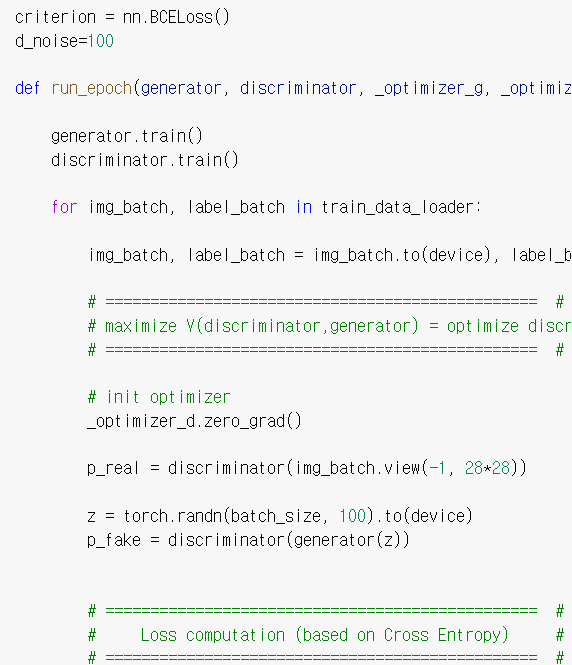 criterion = nn.BCELoss()
d_noise=100
def run_epoch(generator, discriminator, _optimizer_g, _optimiz
generator.train()
discriminator.train()
for img_batch, label_batch in train_data_loader:
img_batch, label_batch = img_batch.to(device), label_b
# ================================================ #
# maximize V(discriminator,generator) = optimize discr
# ================================================ #
# init optimizer
_optimizer_d.zero_grad()
p_real = discriminator(img_batch.view(-1, 28*28))
z = torch.randn(batch_size, 100).to(device)
p_fake = discriminator(generator(z))
# ================================================ #
# Loss computation (based on Cross Entropy) #
# ================================================ #